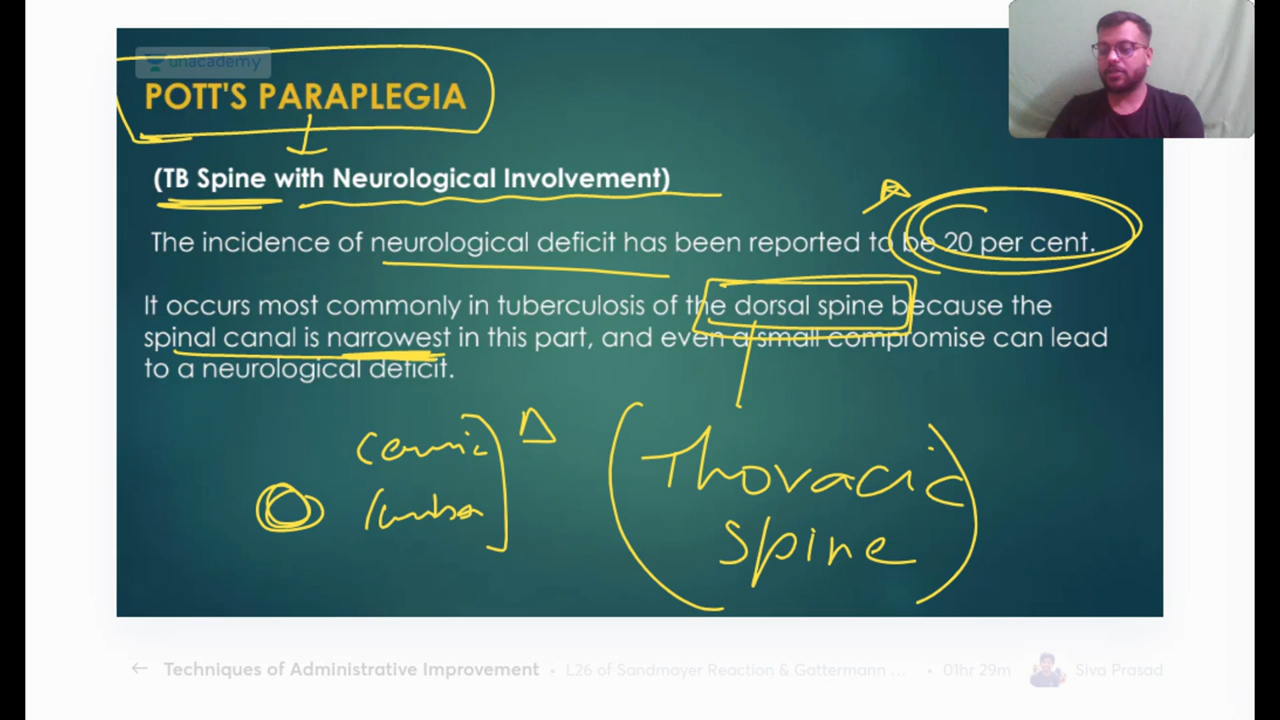 unacademy
POTT'S PARAPLEGIA
(TB Spine with Neurological Involvement)
The incidence of neurological deficit has been reported to be 20 per cent.
It occurs most commonly in tuberculosis of the dorsal spine because the
spinal canal is narrowest in this part, and even a small compromise can lead
to a neurological deficit.
Thoracic
Spine
Techniques of Administrative Improvement • L26 of Sandmayer Reaction & Gattermann ... • 01hr 29m Siva Prasad